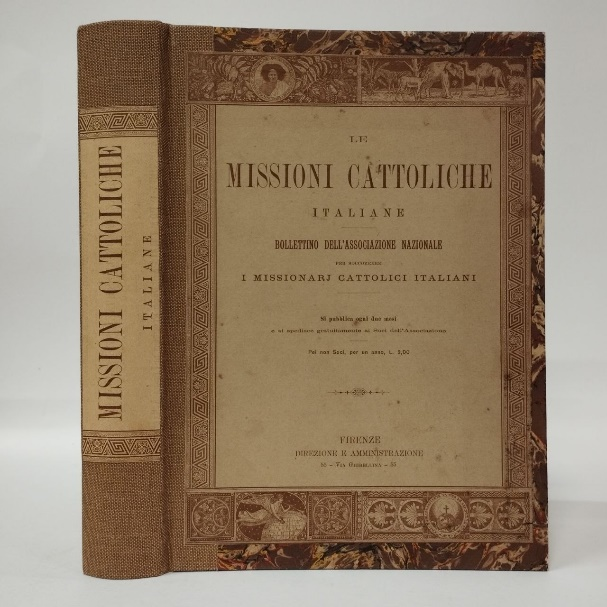 MISSIONI CATTOLICHE
ITALIANE
LE
MISSIONI CATTOLICHE
ITALIANE
BOLLETTINO DELL'ASSOCIAZIONE NAZIONALE
PER SOCCORRERE
I MISSIONARJ CATTOLICI ITALIANI
Si pubblica ogni due mesi
e si spedisce gratuitamente ai Soci dell'Associazione
Pei non Soci, per un anno, L. 3,00
FIRENZE
DIREZIONE E AMMINISTRAZIONE
Via Ghibellina